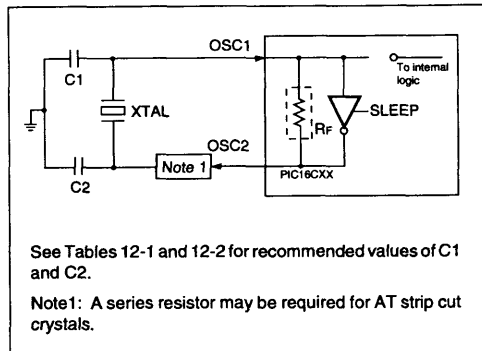 OSC1
C1
To internal
logic
XTAL
SLEEP
RF
OSC2
Note 1
PIC16CXX
C2
See Tables 12-1 and 12-2 for recommended values of C1
and C2.
Note1: A series resistor may be required for AT strip cut
crystals.